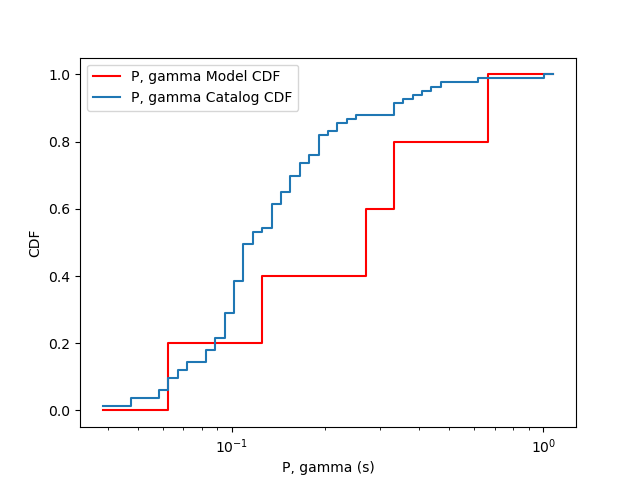 P, gamma Model CDF
P, gamma Catalog CDF
1.0
0.8
0.6
0.4
0.2
0.0
CDF
10⁻¹ 10⁰
P, gamma (s)